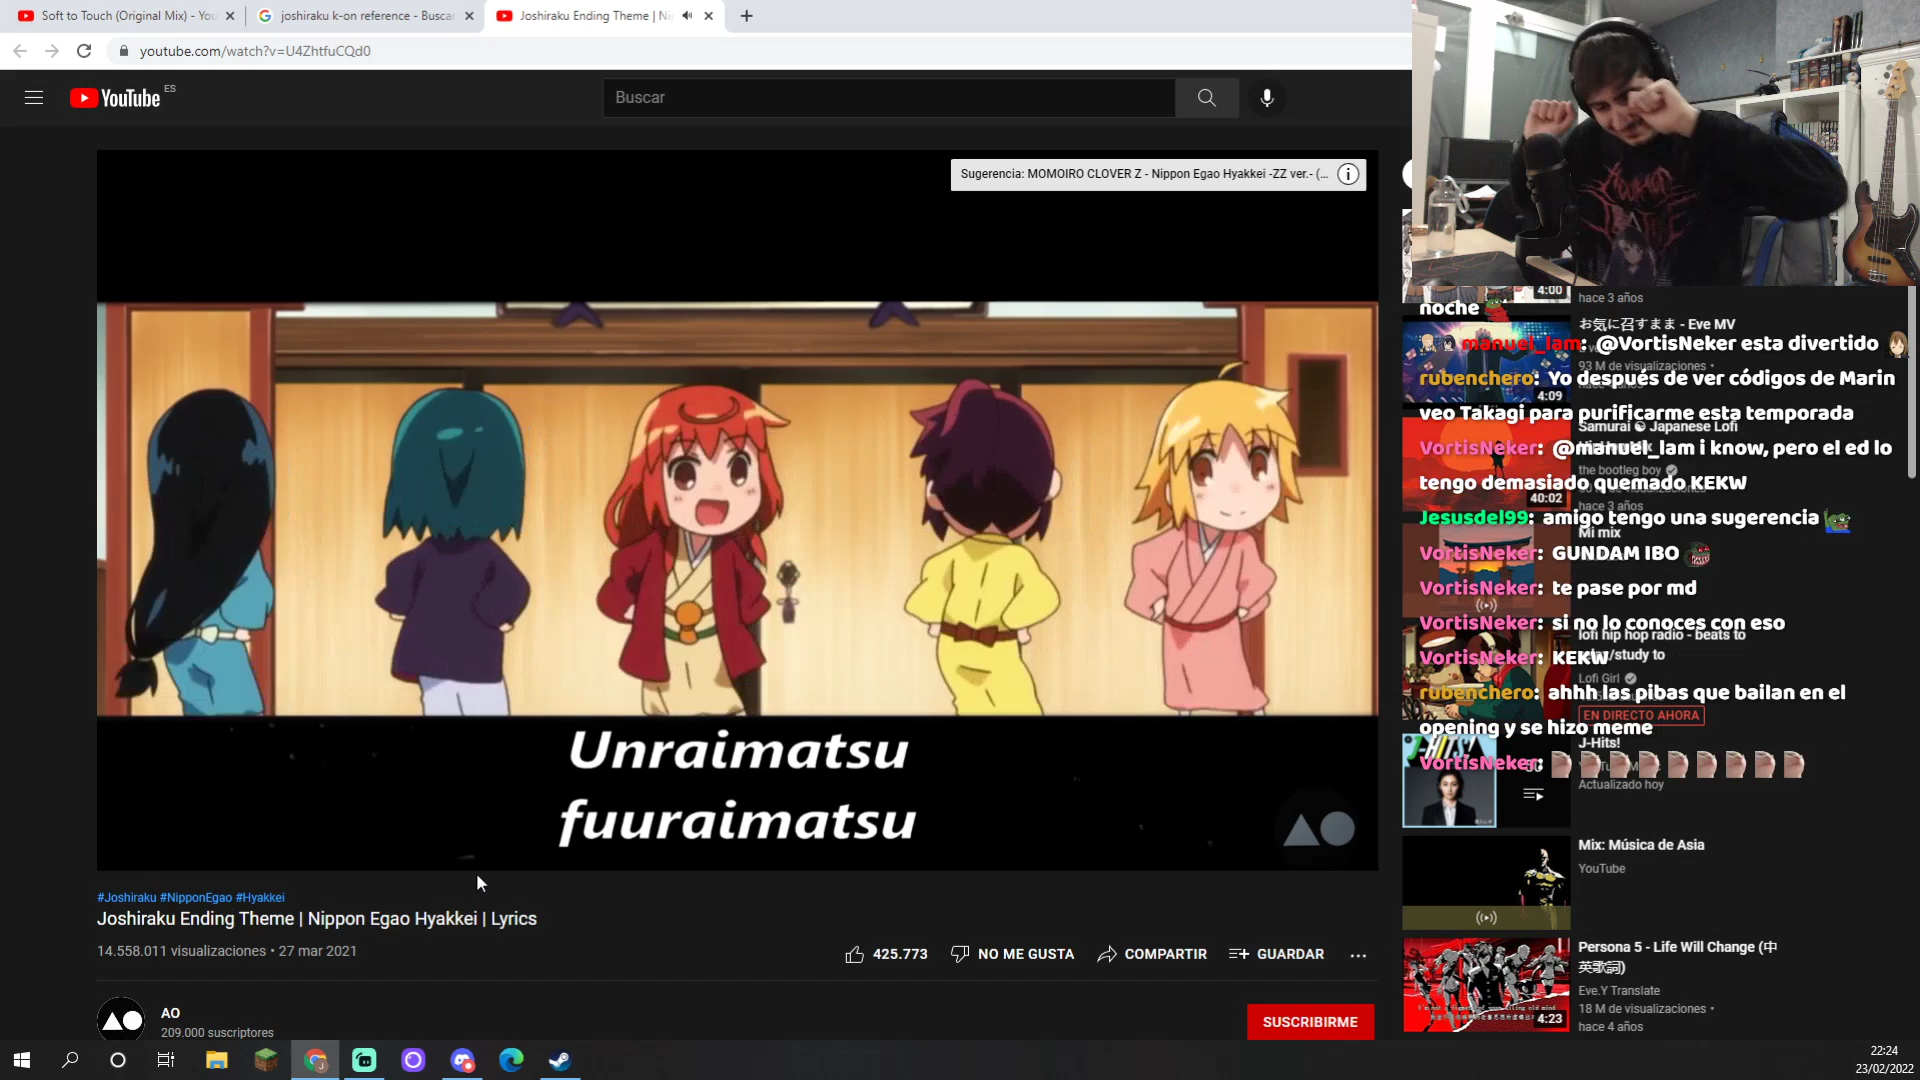 Soft to Touch (Original Mix) - You
joshiraku k-on reference - Buscar
Joshiraku Ending Theme | Ni
youtube.com/watch?v=U4ZhtfuCQd0
YouTube ES
Buscar
Sugerencia: MOMOIRO CLOVER Z - Nippon Egao Hyakkei -ZZ ver.- (...
Unraimatsu
fuuraimatsu
#Joshiraku #NipponEgao #Hyakkei
Joshiraku Ending Theme | Nippon Egao Hyakkei | Lyrics
14.558.011 visualizaciones • 27 mar 2021
425.773
NO ME GUSTA
COMPARTIR
GUARDAR
AO
209.000 suscriptores
SUSCRIBIRME
4:00
hace 3 años
noche
お気に召すまま - Eve MV
manuel_lam: @VortisNeker esta divertido
93 M de visualizaciones •
rubenchero: Yo después de ver códigos de Marin
4:09
veo Takagi para purificarme esta temporada
Samurai ☯ Japanese Lofi
VortisNeker: @manuel_lam i know, pero el ed lo
the bootleg boy
tengo demasiado quemado KEKW
40:02
hace 3 años
Jesusdel99: amigo tengo una sugerencia
Mi mix
VortisNeker: GUNDAM IBO
VortisNeker: te pase por md
VortisNeker: si no lo conoces con eso
lofi hip hop radio - beats to
relax/study to
VortisNeker: KEKW
Lofi Girl
rubenchero: ahhh las pibas que bailan en el
EN DIRECTO AHORA
opening y se hizo meme
J-HITS!
J-Hits!
VortisNeker:
50
Actualizado hoy
Mix: Música de Asia
YouTube
Persona 5 - Life Will Change (中
英歌詞)
Eve.Y Translate
18 M de visualizaciones •
4:23
hace 4 años
22:24
23/02/2022